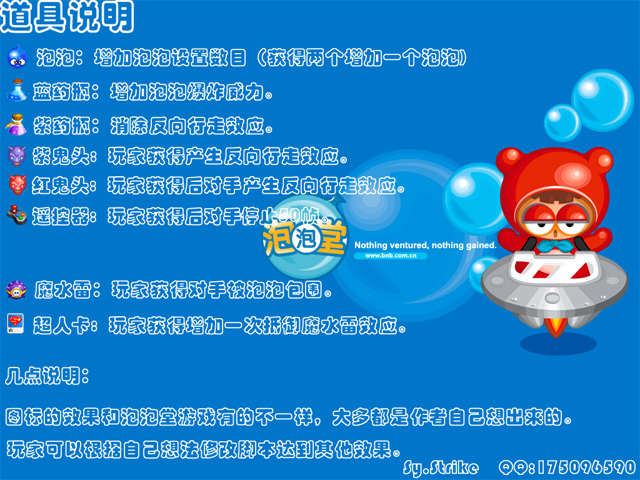 道具说明
泡泡：增加泡泡设置数目（获得两个增加一个泡泡）
蓝药瓶：增加泡泡爆炸威力。
紫药瓶：消除反向行走效应。
紫鬼头：玩家获得产生反向行走效应。
红鬼头：玩家获得后对手产生反向行走效应。
遥控器：玩家获得后对手停止50帧。
泡泡堂
Nothing ventured, nothing gained.
www.bnb.com.cn
魔水雷：玩家获得对手被泡泡包围。
超人卡：玩家获得增加一次抵御魔水雷效应。
几点说明：
图标的效果和泡泡堂游戏有的不一样，大多都是作者自己想出来的。
玩家可以根据自己想法修改脚本达到其他效果。
Sy.Strike QQ:175096590